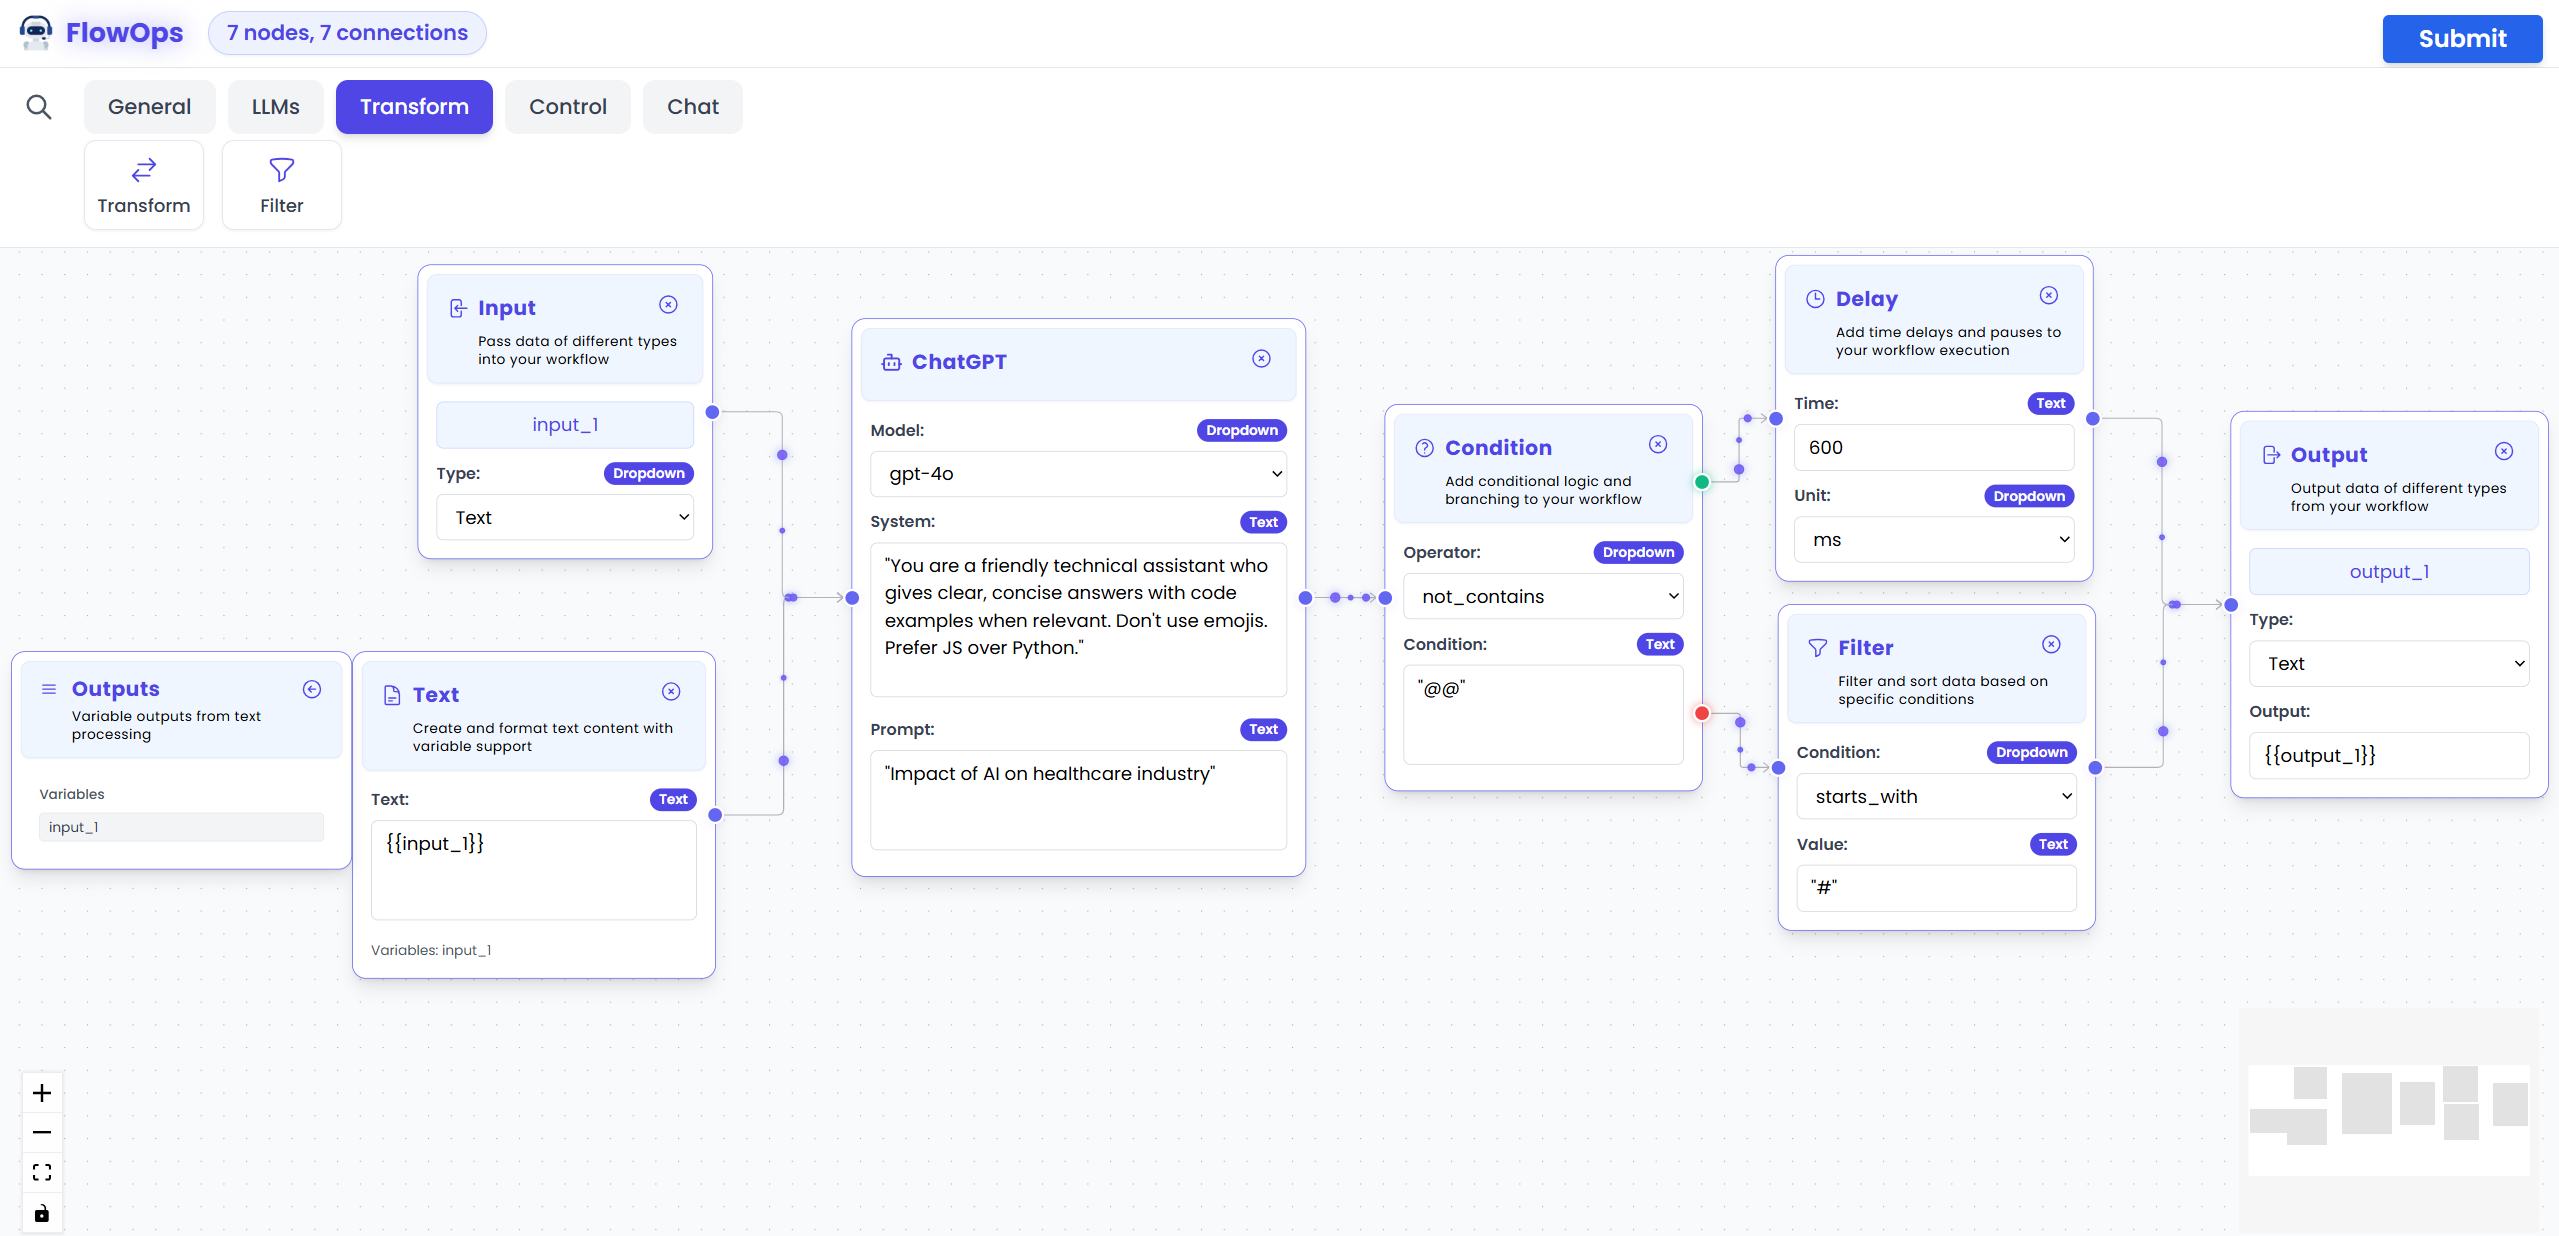 FlowOps
7 nodes, 7 connections
Submit
General
LLMs
Transform
Control
Chat
Transform
Filter
Input
Pass data of different types
into your workflow
input_1
Type:
Dropdown
Text
Outputs
Variable outputs from text
processing
Variables
input_1
Text
Create and format text content with
variable support
Text:
Text
{{input_1}}
Variables: input_1
ChatGPT
Model:
Dropdown
gpt-4o
System:
Text
"You are a friendly technical assistant who
gives clear, concise answers with code
examples when relevant. Don't use emojis.
Prefer JS over Python."
Prompt:
Text
"Impact of AI on healthcare industry"
Condition
Add conditional logic and
branching to your workflow
Operator:
Dropdown
not_contains
Condition:
Text
"@@"
Delay
Add time delays and pauses to
your workflow execution
Time:
Text
600
Unit:
Dropdown
ms
Filter
Filter and sort data based on
specific conditions
Condition:
Dropdown
starts_with
Value:
Text
"#"
Output
Output data of different types
from your workflow
output_1
Type:
Text
Output:
{{output_1}}